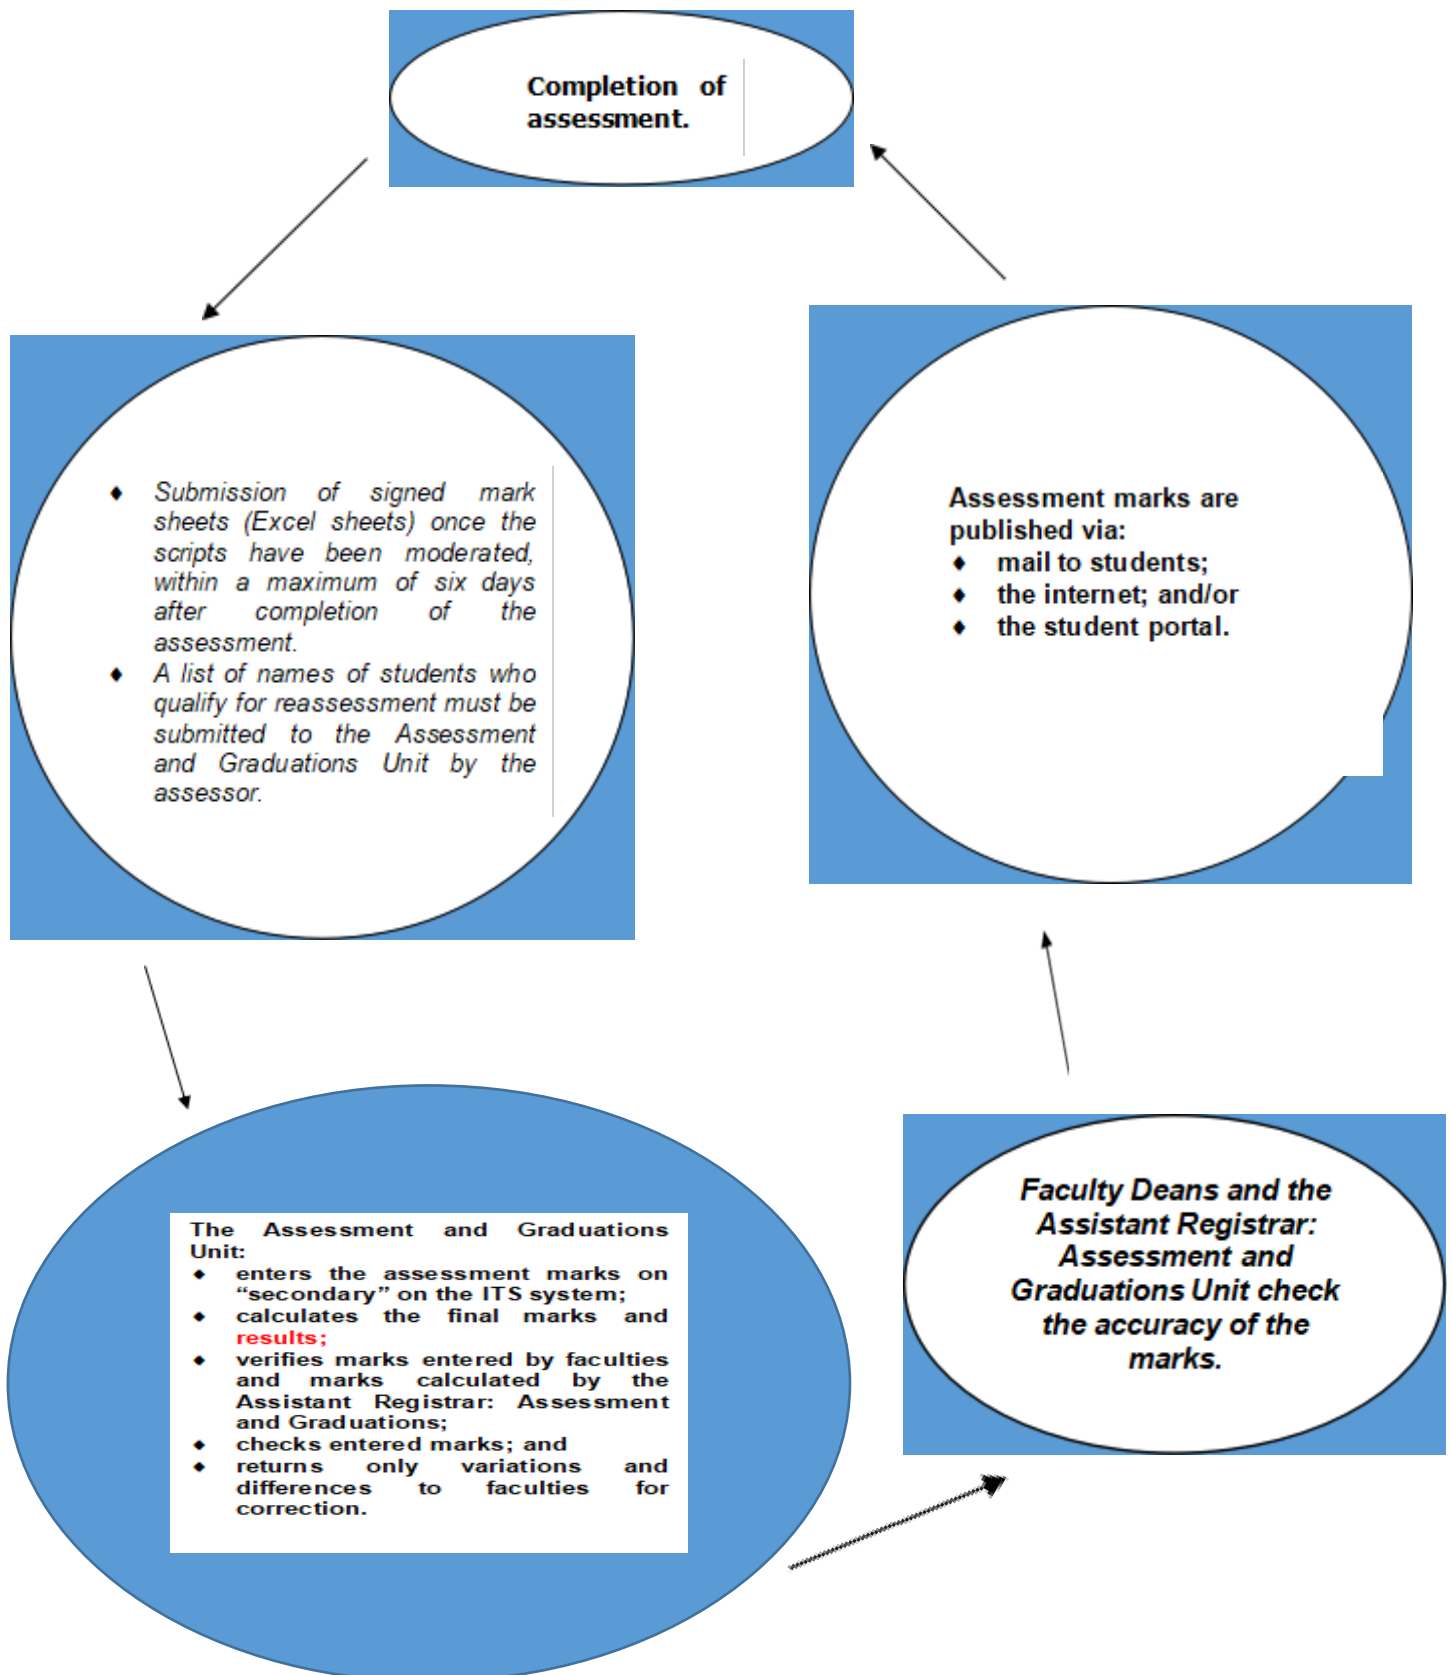 Completion of
assessment.
♦ Submission of signed mark
sheets (Excel sheets) once the
scripts have been moderated,
within a maximum of six days
after completion of the
assessment.
♦ A list of names of students who
qualify for reassessment must be
submitted to the Assessment
and Graduations Unit by the
assessor.
Assessment marks are
published via:
♦ mail to students;
♦ the internet; and/or
♦ the student portal.
The Assessment and Graduations
Unit:
♦ enters the assessment marks on
“secondary” on the ITS system;
♦ calculates the final marks and
results;
♦ verifies marks entered by faculties
and marks calculated by the
Assistant Registrar: Assessment
and Graduations;
♦ checks entered marks; and
♦ returns only variations and
differences to faculties for
correction.
Faculty Deans and the
Assistant Registrar:
Assessment and
Graduations Unit check
the accuracy of the
marks.